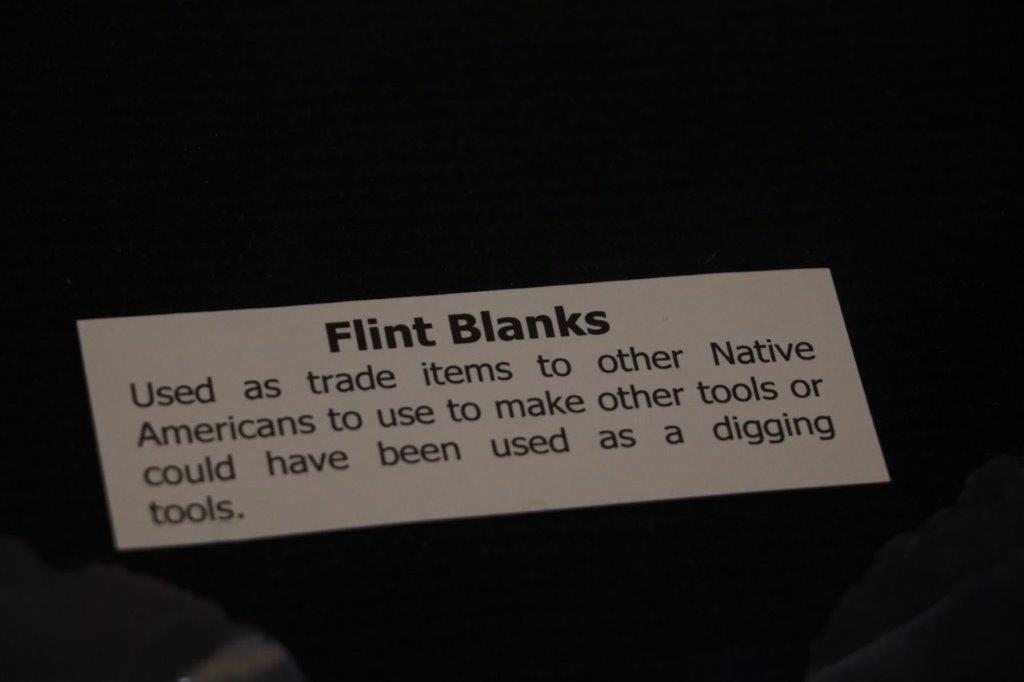 Flint Blanks
Used as trade items to other Native
Americans to use to make other tools or
could have been used as a digging
tools.